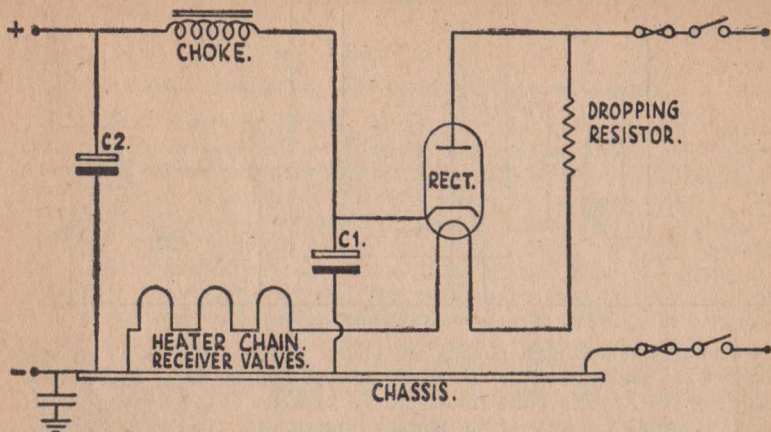 +
CHOKE.
C2.
DROPPING
RESISTOR.
RECT.
C1.
HEATER CHAIN.
RECEIVER VALVES.
-
CHASSIS.